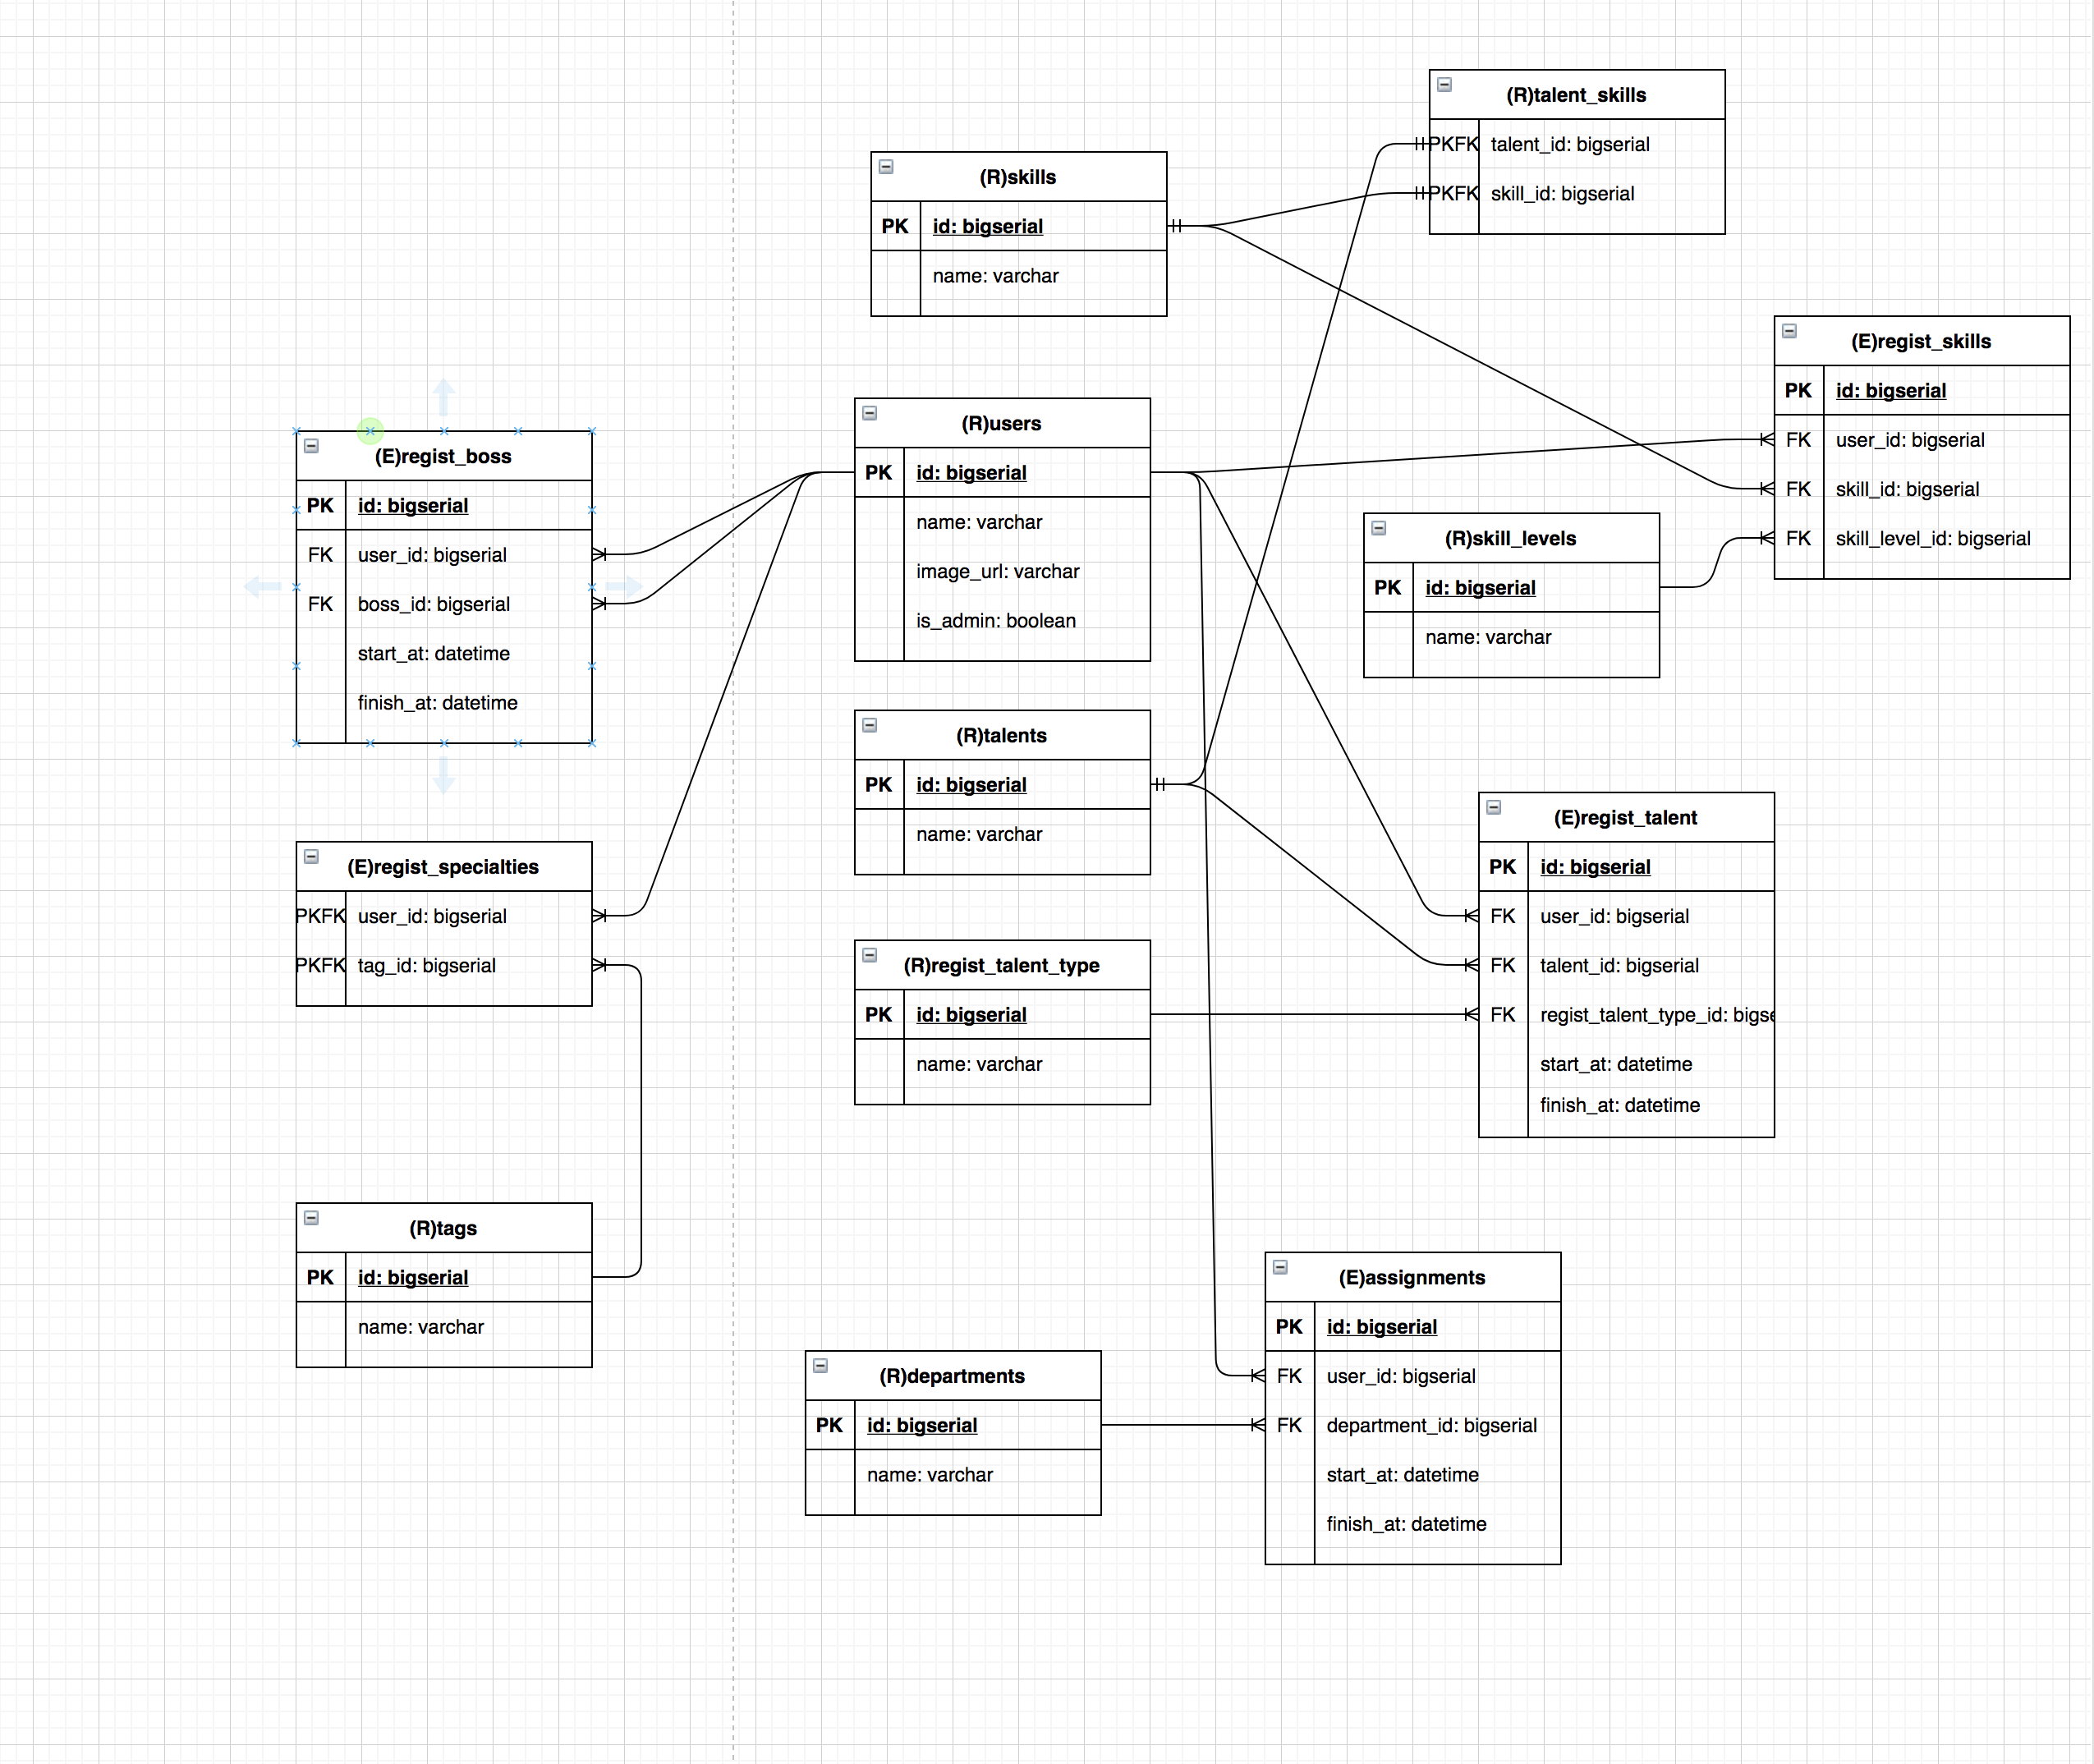 (R)talent_skills
PKFK talent_id: bigserial
PKFK skill_id: bigserial
(R)skills
PK id: bigserial
name: varchar
(E)regist_skills
PK id: bigserial
FK user_id: bigserial
FK skill_id: bigserial
FK skill_level_id: bigserial
(R)users
PK id: bigserial
name: varchar
image_url: varchar
is_admin: boolean
(E)regist_boss
PK id: bigserial
FK user_id: bigserial
FK boss_id: bigserial
start_at: datetime
finish_at: datetime
(R)skill_levels
PK id: bigserial
name: varchar
(R)talents
PK id: bigserial
name: varchar
(E)regist_talent
PK id: bigserial
FK user_id: bigserial
FK talent_id: bigserial
FK regist_talent_type_id: bigse
start_at: datetime
finish_at: datetime
(E)regist_specialties
PKFK user_id: bigserial
PKFK tag_id: bigserial
(R)regist_talent_type
PK id: bigserial
name: varchar
(R)tags
PK id: bigserial
name: varchar
(E)assignments
PK id: bigserial
FK user_id: bigserial
FK department_id: bigserial
start_at: datetime
finish_at: datetime
(R)departments
PK id: bigserial
name: varchar